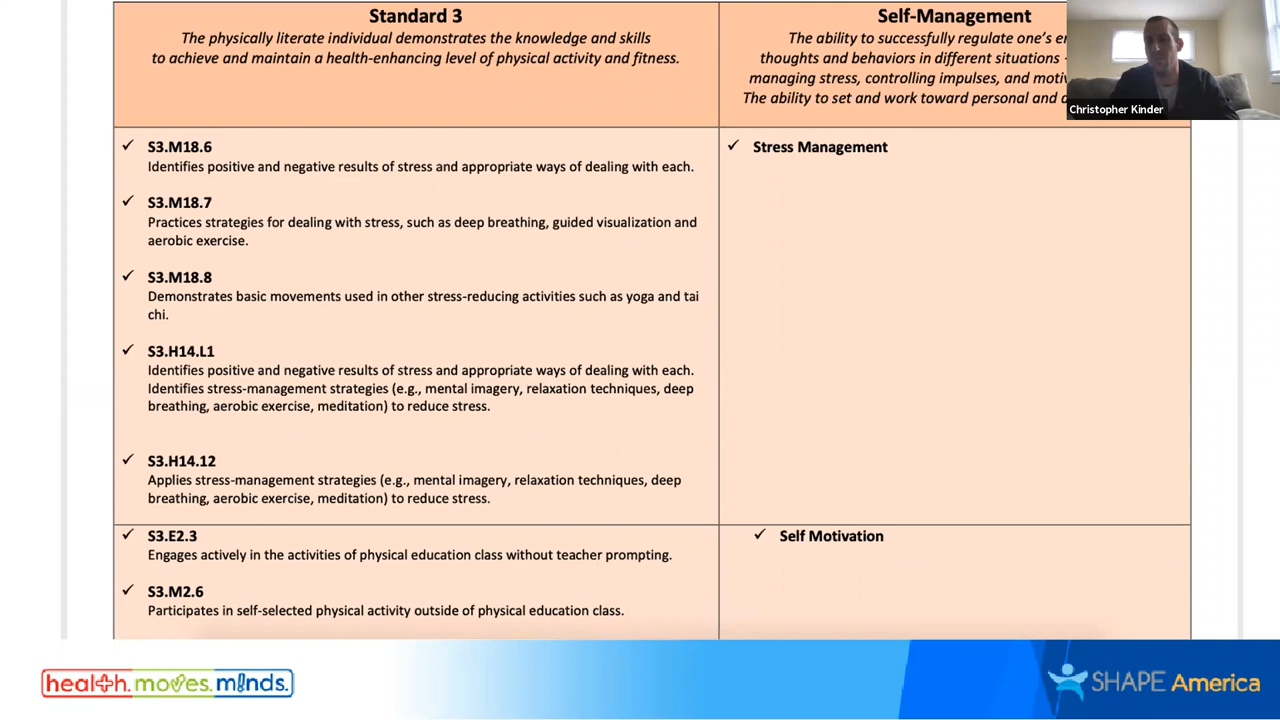 Standard 3
The physically literate individual demonstrates the knowledge and skills
to achieve and maintain a health-enhancing level of physical activity and fitness.
Self-Management
The ability to successfully regulate one's
thoughts and behaviors in different situations
managing stress, controlling impulses, and
The ability to set and work toward personal and
Christopher Kinder
✓ S3.M18.6
Identifies positive and negative results of stress and appropriate ways of dealing with each.
✓ S3.M18.7
Practices strategies for dealing with stress, such as deep breathing, guided visualization and
aerobic exercise.
✓ S3.M18.8
Demonstrates basic movements used in other stress-reducing activities such as yoga and tai
chi.
✓ S3.H14.L1
Identifies positive and negative results of stress and appropriate ways of dealing with each.
Identifies stress-management strategies (e.g., mental imagery, relaxation techniques, deep
breathing, aerobic exercise, meditation) to reduce stress.
✓ S3.H14.12
Applies stress-management strategies (e.g., mental imagery, relaxation techniques, deep
breathing, aerobic exercise, meditation) to reduce stress.
✓ Stress Management
✓ S3.E2.3
Engages actively in the activities of physical education class without teacher prompting.
✓ S3.M2.6
Participates in self-selected physical activity outside of physical education class.
✓ Self Motivation
health.moves.minds.
SHAPE America